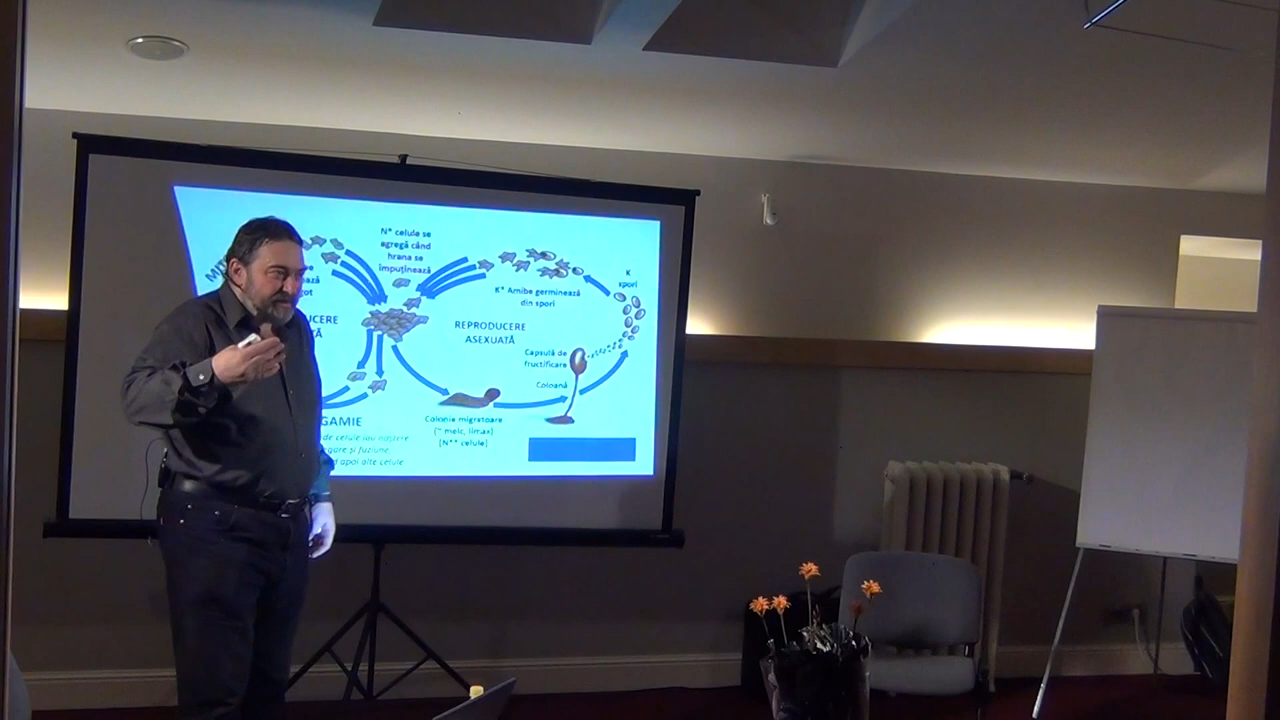 N* celule se
agregă când
hrana se
împuținează
K
spori
K* Amibe germinează
din spori
REPRODUCERE
ASEXUATĂ
Capsulă de
fructificare
Coloană
Colonie migratoare
(~ melc, limax)
[N** celule]
GAMIE
de celule iau naștere
și fuziune,
apoi alte celule